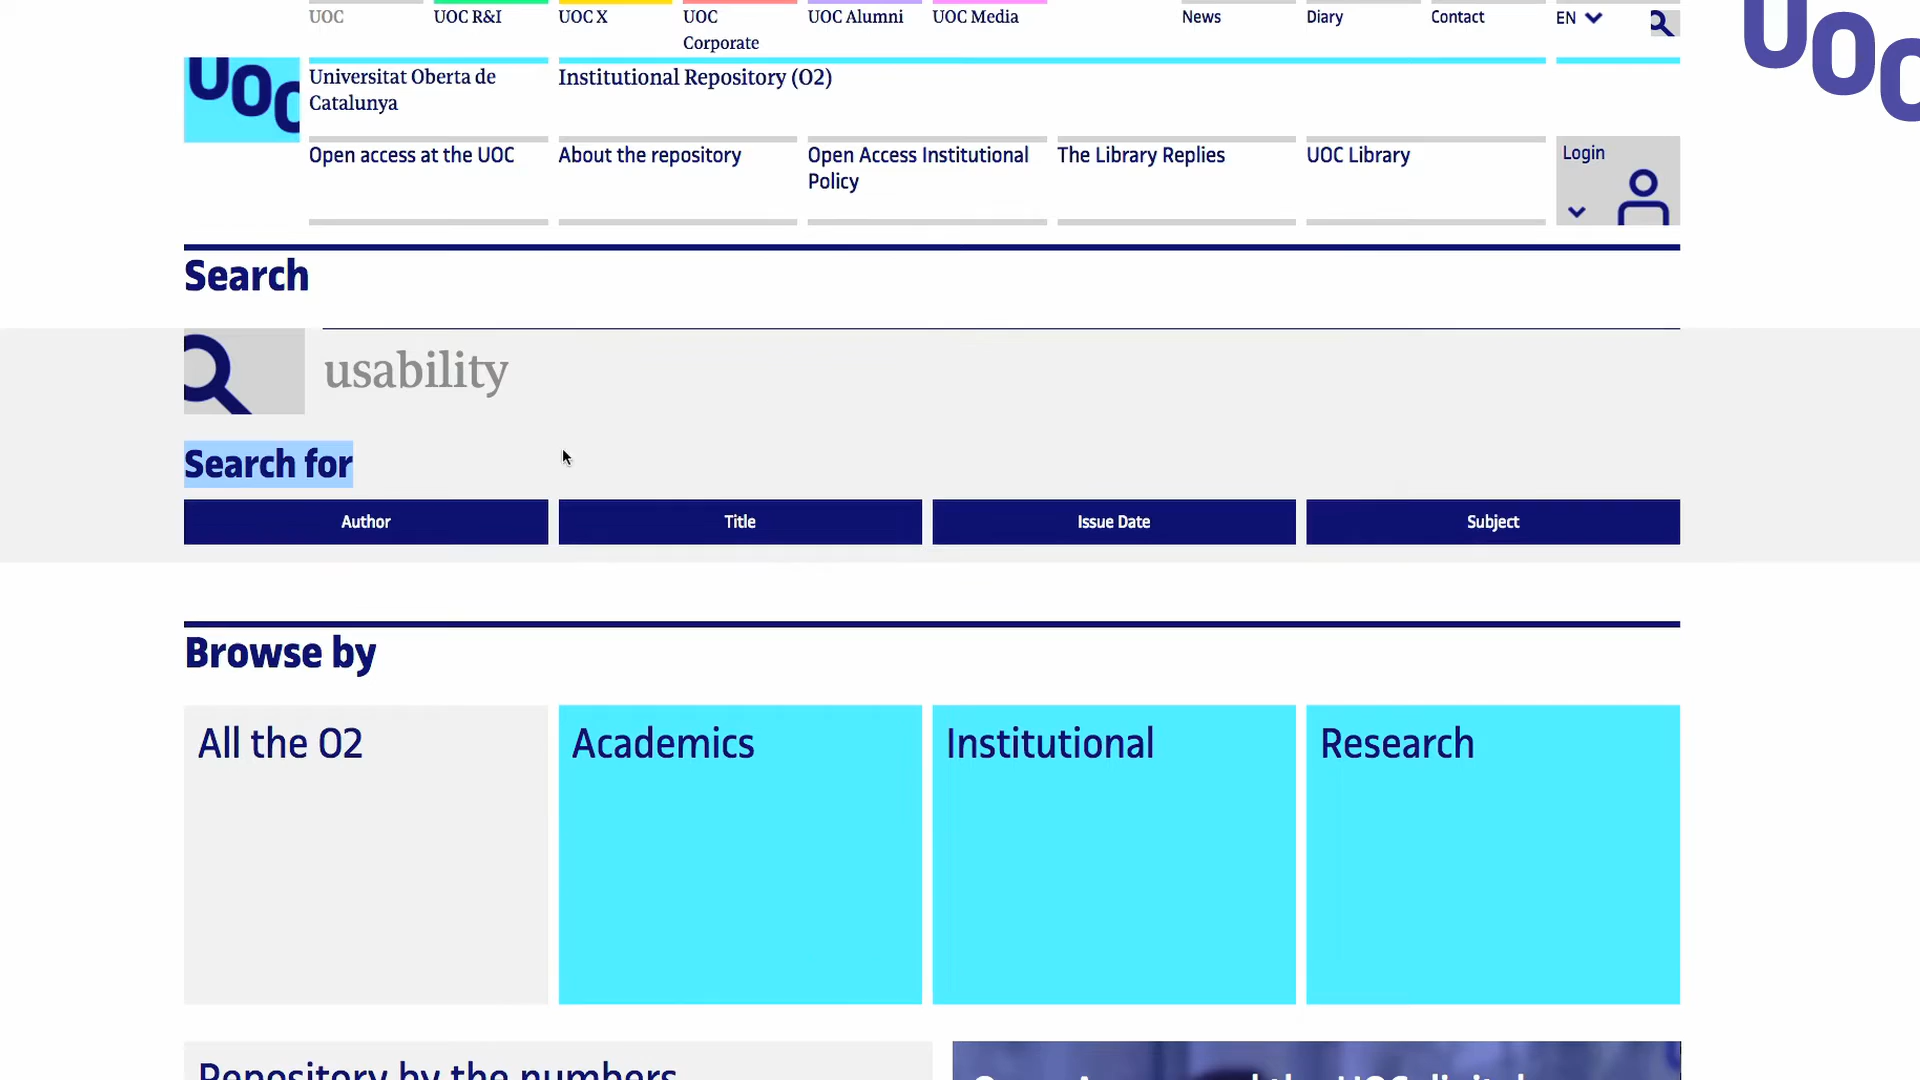 UOC
UOC R&I
UOC X
UOC
Corporate
UOC Alumni
UOC Media
News
Diary
Contact
EN
UOC
UOC
Universitat Oberta de
Catalunya
Institutional Repository (O2)
Open access at the UOC
About the repository
Open Access Institutional
Policy
The Library Replies
UOC Library
Login
Search
usability
Search for
Author
Title
Issue Date
Subject
Browse by
All the O2
Academics
Institutional
Research
Repository by the numbers